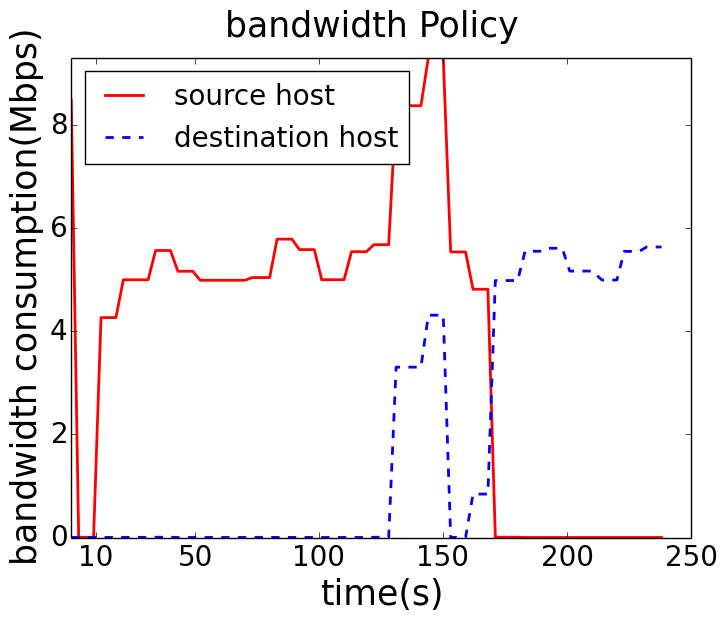 bandwidth Policy
source host
destination host
bandwidth consumption(Mbps)
8
6
4
2
0
10 50 100 150 200 250
time(s)